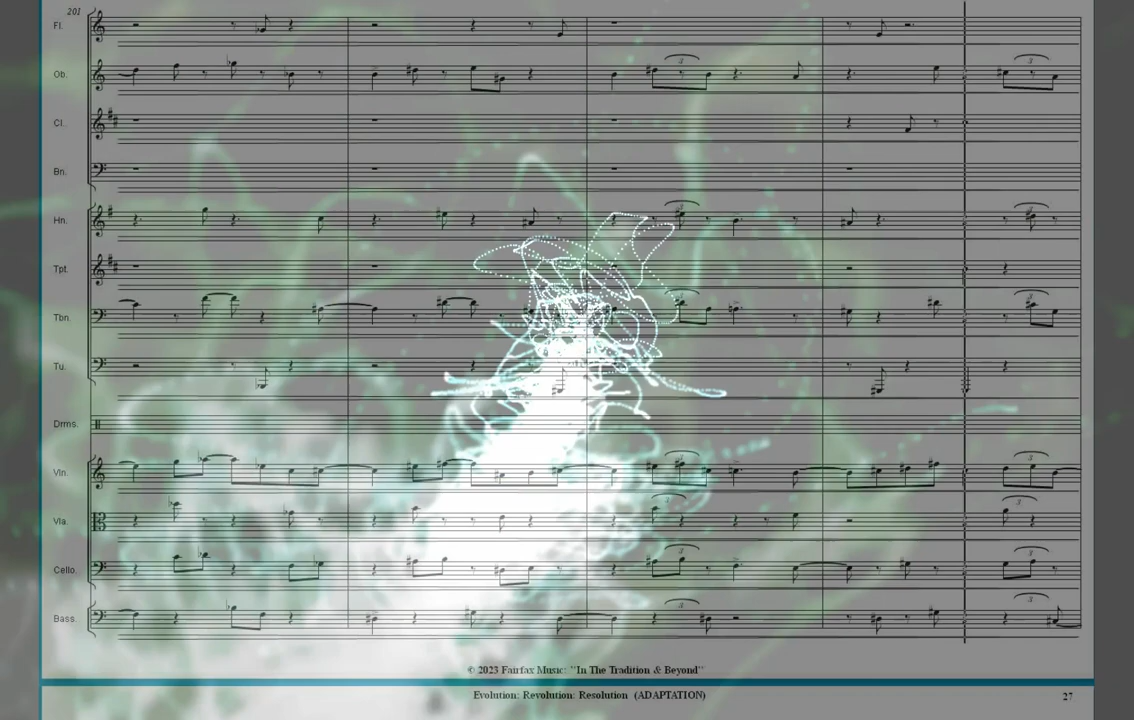 201
Fl.
Ob.
Cl.
Bn.
Hn.
Tpt.
Tbn.
Tu.
Drms.
Vln.
Vla.
Cello.
Bass.
© 2023 Fairfax Music: "In The Tradition & Beyond"
Evolution: Revolution: Resolution (ADAPTATION)
27